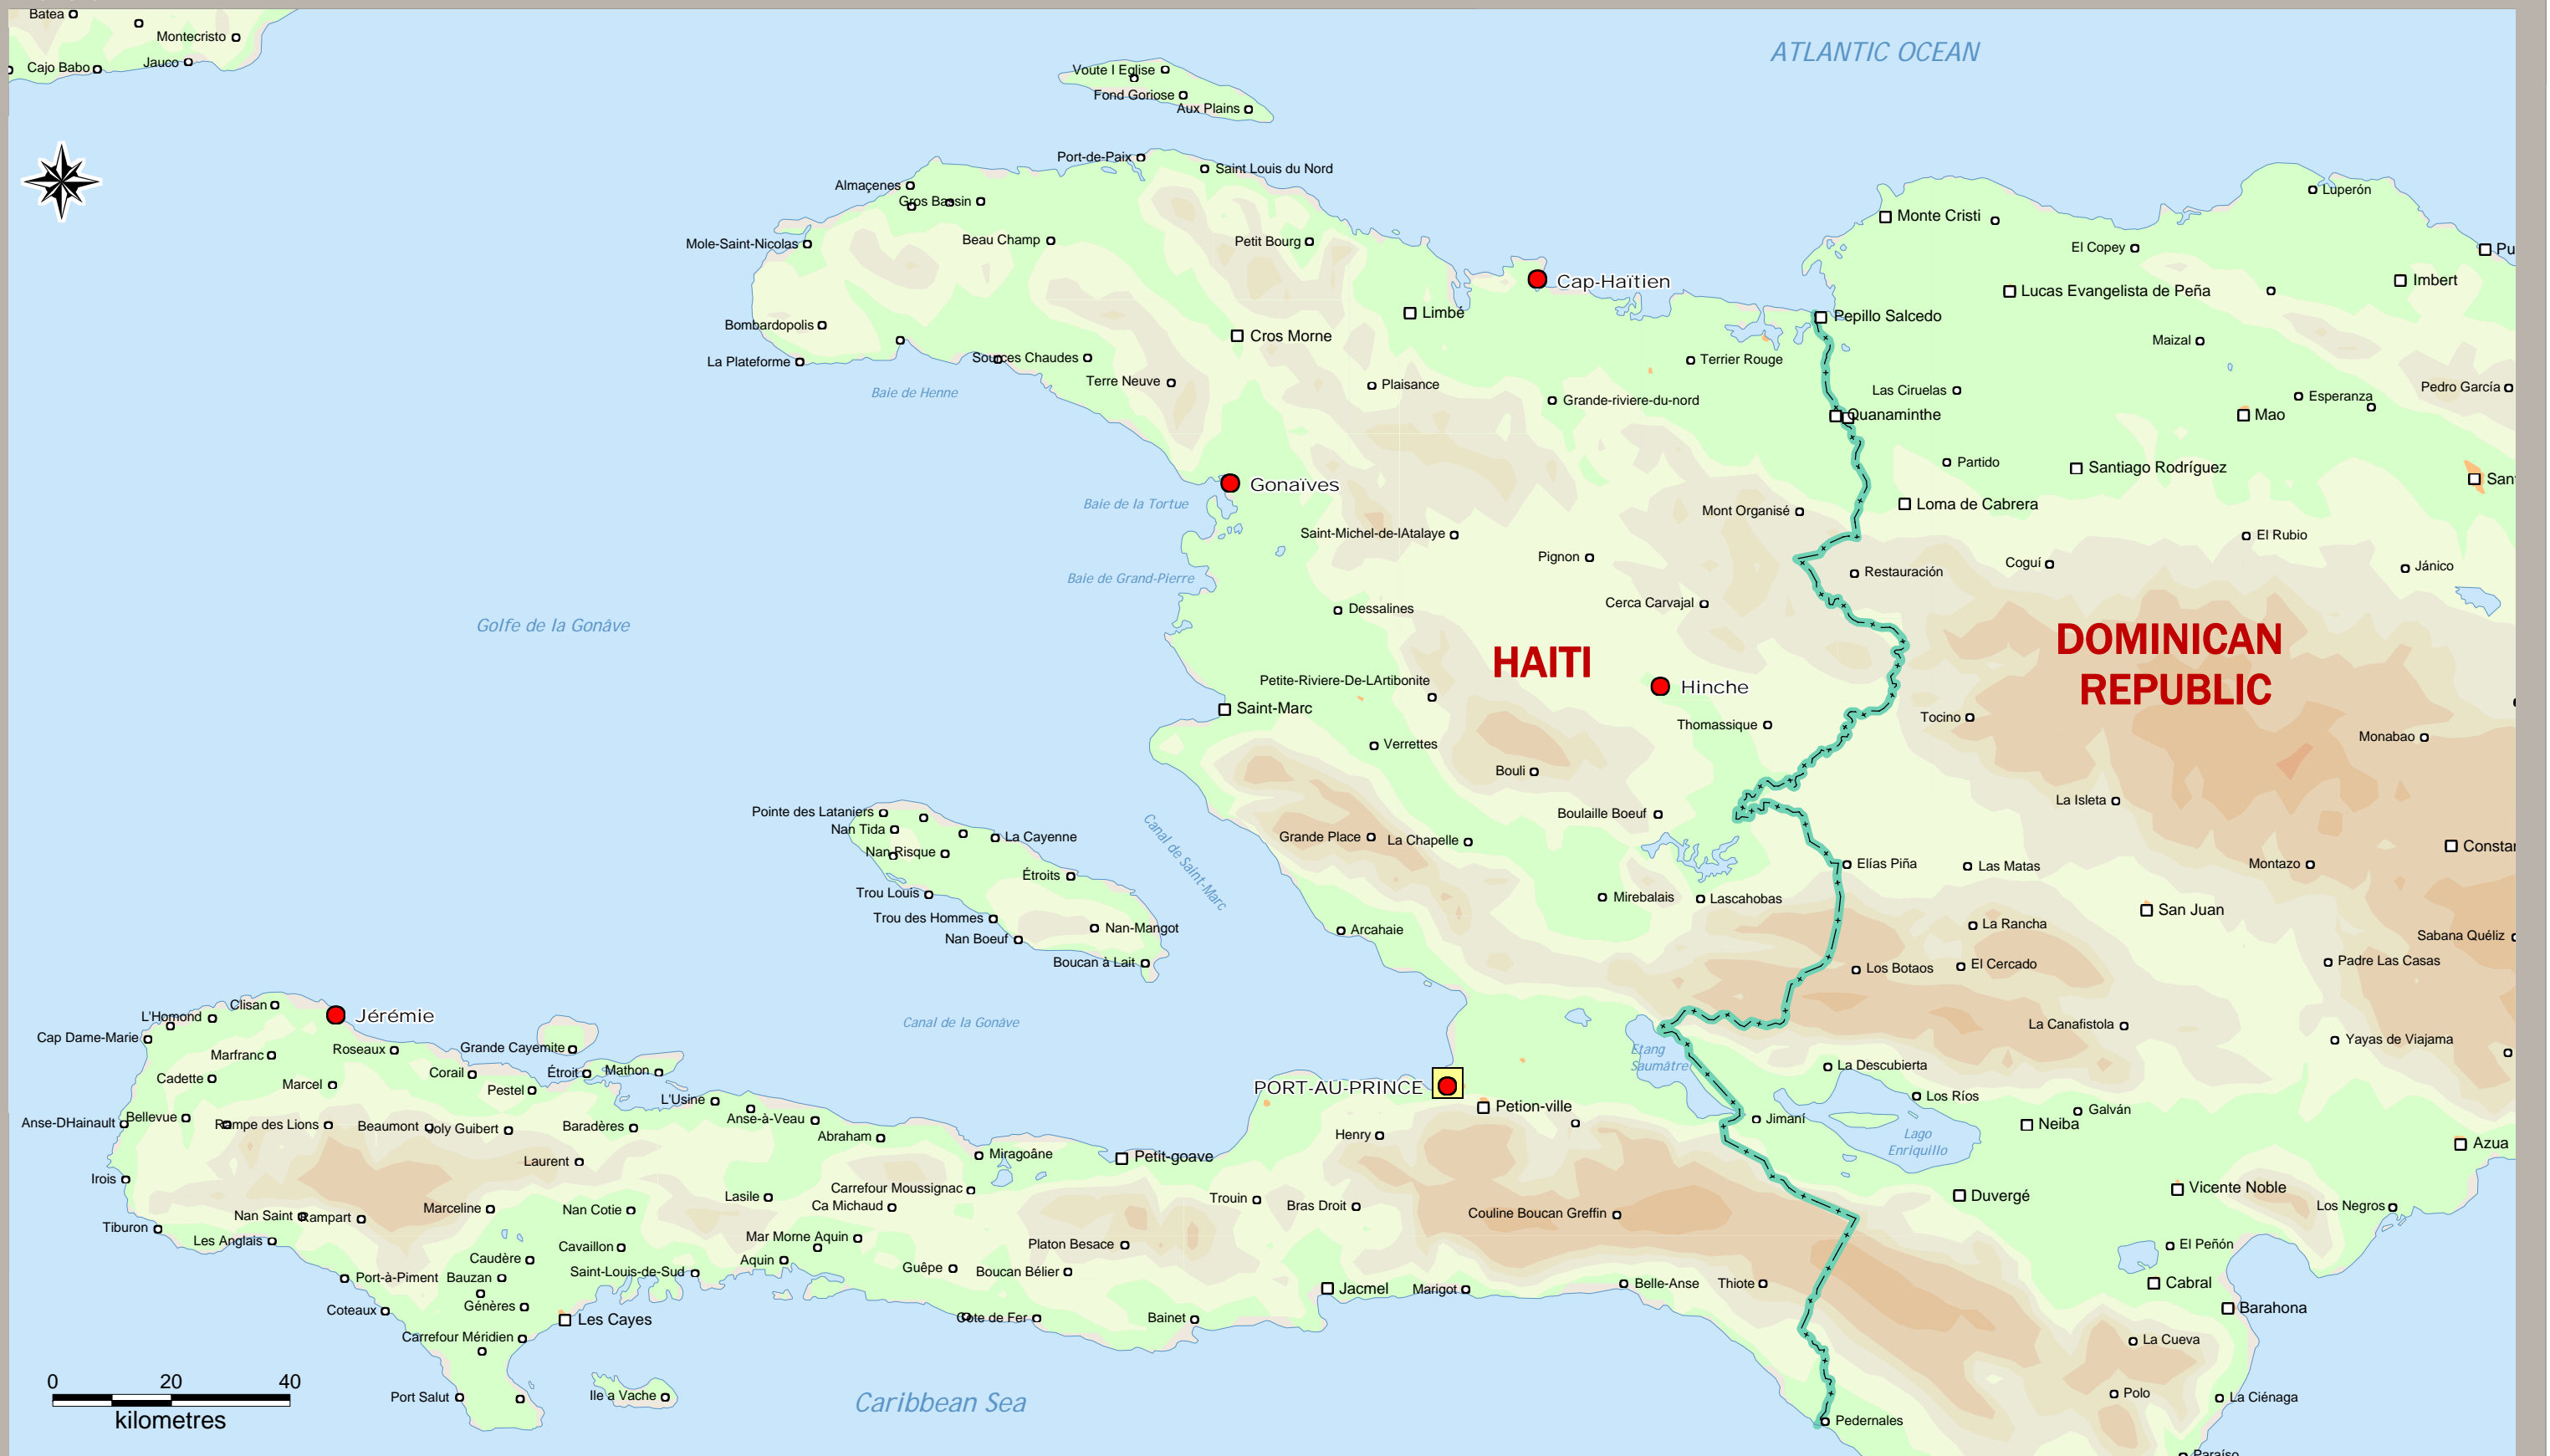 Batea
Montecristo
Cajo Babo
Jauco
ATLANTIC OCEAN
Voute I Eglise
Fond Goriose
Aux Plains
Port-de-Paix
Saint Louis du Nord
Almaçenes
Gros Bassin
Luperón
Monte Cristi
Mole-Saint-Nicolas
Beau Champ
Petit Bourg
El Copey
Pu
Cap-Haïtien
Imbert
Lucas Evangelista de Peña
Limbé
Pepillo Salcedo
Bombardopolis
Cros Morne
Maizal
La Plateforme
Sources Chaudes
Terrier Rouge
Terre Neuve
Plaisance
Las Ciruelas
Pedro García
Baie de Henne
Grande-riviere-du-nord
Esperanza
Quanaminthe
Mao
Partido
Santiago Rodríguez
Gonaïves
San
Baie de la Tortue
Mont Organisé
Loma de Cabrera
Saint-Michel-de-lAtalaye
El Rubio
Pignon
Coguí
Jánico
Baie de Grand-Pierre
Restauración
Dessalines
Cerca Carvajal
Golfe de la Gonâve
HAITI
DOMINICAN
REPUBLIC
Petite-Riviere-De-LArtibonite
Hinche
Saint-Marc
Thomassique
Tocino
Verrettes
Monabao
Bouli
La Isleta
Pointe des Lataniers
Boulaille Boeuf
Nan Tida
La Cayenne
Canal de Saint-Marc
Grande Place
La Chapelle
Nan Risque
Constar
Étroits
Elías Piña
Las Matas
Montazo
Trou Louis
Mirebalais
Lascahobas
San Juan
Trou des Hommes
Nan-Mangot
Arcahaie
La Rancha
Nan Boeuf
Sabana Quéliz
Boucan à Lait
Los Botaos
El Cercado
Padre Las Casas
Clisan
L'Homond
Jérémie
Canal de la Gonâve
La Canafistola
Cap Dame-Marie
Yayas de Viajama
Marfranc
Roseaux
Grande Cayemite
Etang
Saumâtre
La Descubierta
Cadette
Marcel
Corail
Étroit
Mathon
Pestel
PORT-AU-PRINCE
Los Ríos
L'Usine
Petion-ville
Galván
Anse-DHainault
Bellevue
Rampe des Lions
Beaumont
Joly Guibert
Baradères
Anse-à-Veau
Jimaní
Neiba
Abraham
Henry
Lago
Enriquillo
Azua
Miragoâne
Petit-goave
Laurent
Irois
Carrefour Moussignac
Duvergé
Vicente Noble
Lasile
Trouin
Marceline
Nan Cotie
Ca Michaud
Bras Droit
Couline Boucan Greffin
Los Negros
Nan Saint
Rampart
Tiburon
Les Anglais
Mar Morne Aquin
Platon Besace
El Peñón
Cavaillon
Caudère
Aquin
Guêpe
Boucan Bélier
Port-à-Piment
Bauzan
Saint-Louis-de-Sud
Jacmel
Marigot
Belle-Anse
Thiote
Cabral
Coteaux
Génères
Barahona
Les Cayes
Cote de Fer
Bainet
Carrefour Méridien
La Cueva
0 20 40
kilometres
Port Salut
Ile a Vache
Caribbean Sea
Polo
La Ciénaga
Pedernales
Paraíso